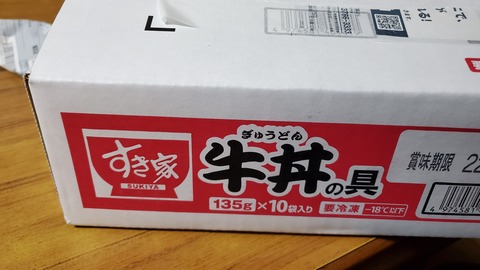 すき家
SUKIYA
ぎゅうどん
牛丼の具
135g×10袋入り
要冷凍 -18℃以下
賞味期限 22